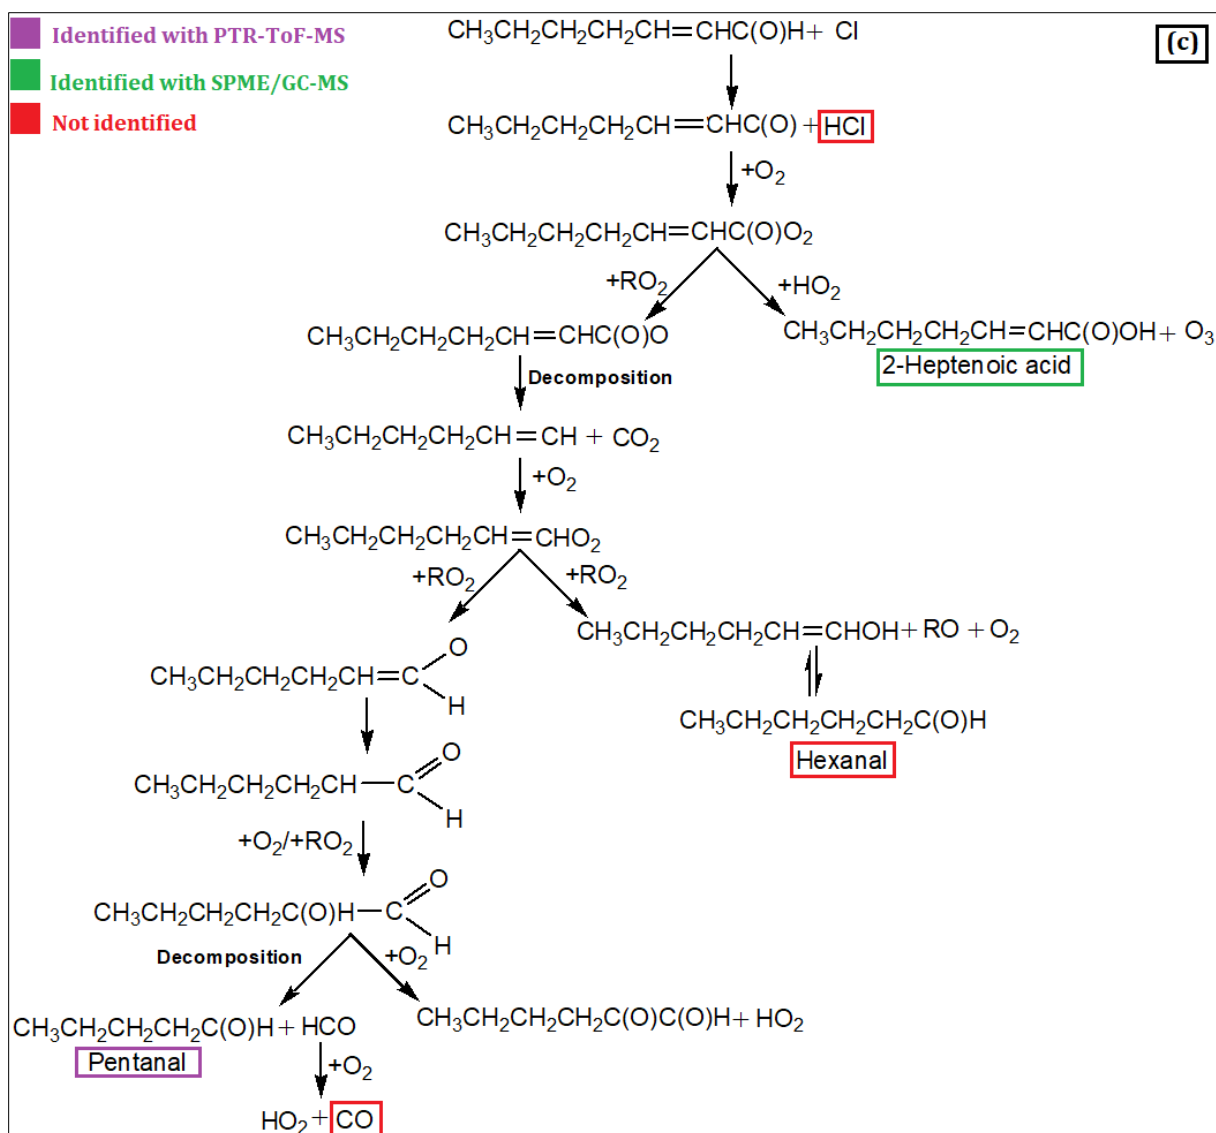 Identified with PTR-ToF-MS
Identified with SPME/GC-MS
Not identified
(c)
CH3CH2CH2CH2CH=CHC(O)H+ Cl
CH3CH2CH2CH2CH=CHC(O) + HCl
+O2
CH3CH2CH2CH2CH=CHC(O)O2
+RO2
+HO2
CH3CH2CH2CH2CH=CHC(O)O
CH3CH2CH2CH2CH=CHC(O)OH + O3
2-Heptenoic acid
Decomposition
CH3CH2CH2CH2CH=CH + CO2
+O2
CH3CH2CH2CH2CH=CHO2
+RO2
+RO2
CH3CH2CH2CH2CH=CHOH + RO + O2
O
CH3CH2CH2CH2CH=C
H
CH3CH2CH2CH2CH2C(O)H
Hexanal
O
CH3CH2CH2CH2CH—C
H
+O2/+RO2
O
CH3CH2CH2CH2C(O)H—C
H
Decomposition
+O2
CH3CH2CH2CH2C(O)H + HCO
CH3CH2CH2CH2C(O)C(O)H + HO2
Pentanal
+O2
HO2 + CO